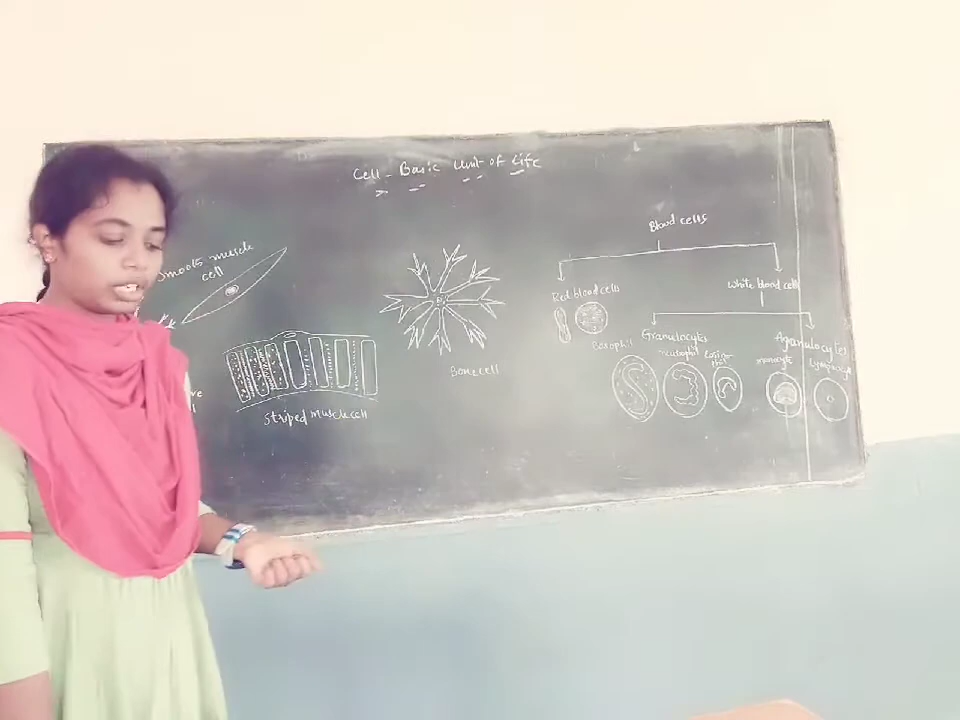 Cell - Basic Unit of Life
Smooth muscle
cell
Striped muscle cell
Bone cell
Blood cells
Red blood cells
White blood cell
Granulocytes
Agranulocytes
Basophil
neutrophil
monocyte